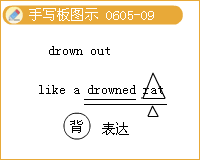 手写板图示 0605-09
drown out
like a drowned rat
背 表达